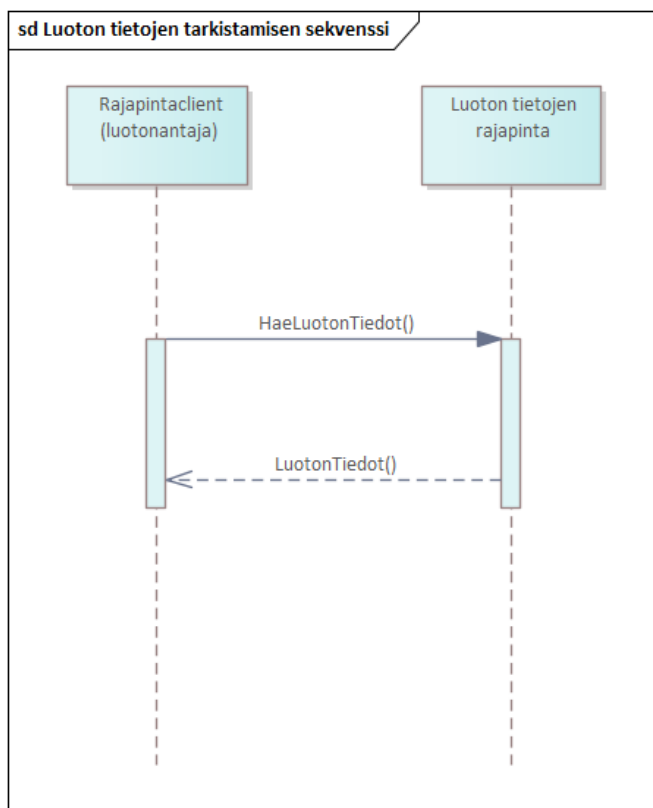 sd Luoton tietojen tarkistamisen sekvenssi
Rajapintaclient
(luotonantaja)
Luoton tietojen
rajapinta
HaeLuotonTiedot()
LuotonTiedot()